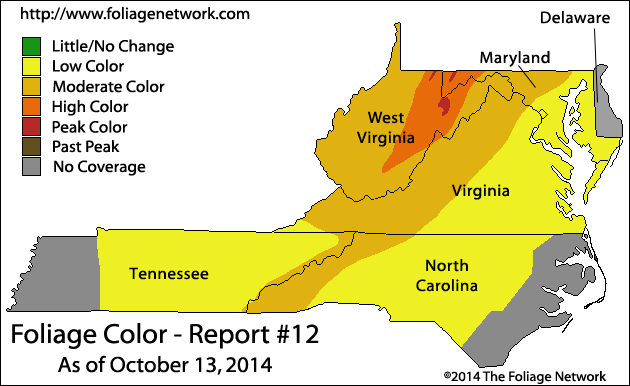 http://www.foliagenetwork.com
Delaware
Little/No Change
Low Color
Moderate Color
High Color
Peak Color
Past Peak
No Coverage
Maryland
West
Virginia
Virginia
Tennessee
North
Carolina
Foliage Color - Report #12
As of October 13, 2014
©2014 The Foliage Network